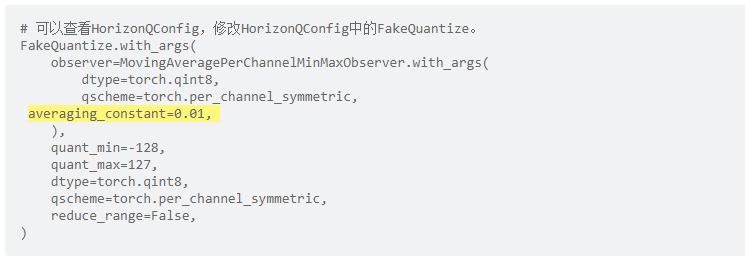 # 可以查看HorizonQConfig，修改HorizonQConfig中的FakeQuantize。
FakeQuantize.with_args(
    observer=MovingAveragePerChannelMinMaxObserver.with_args(
        dtype=torch.qint8,
        qscheme=torch.per_channel_symmetric,
 averaging_constant=0.01,
    ),
    quant_min=-128,
    quant_max=127,
    dtype=torch.qint8,
    qscheme=torch.per_channel_symmetric,
    reduce_range=False,
)